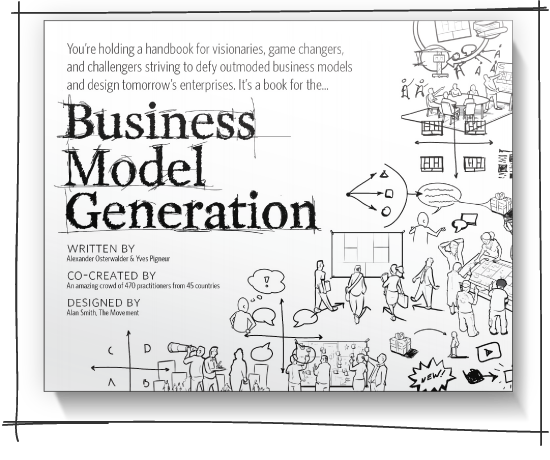 You're holding a handbook for visionaries, game changers,
and challengers striving to defy outmoded business models
and design tomorrow's enterprises. It's a book for the...
Business
Model
Generation
WRITTEN BY
Alexander Osterwalder & Yves Pigneur
CO-CREATED BY
An amazing crowd of 470 practitioners from 45 countries
DESIGNED BY
Alan Smith, The Movement
!
C D
A B
NEW!